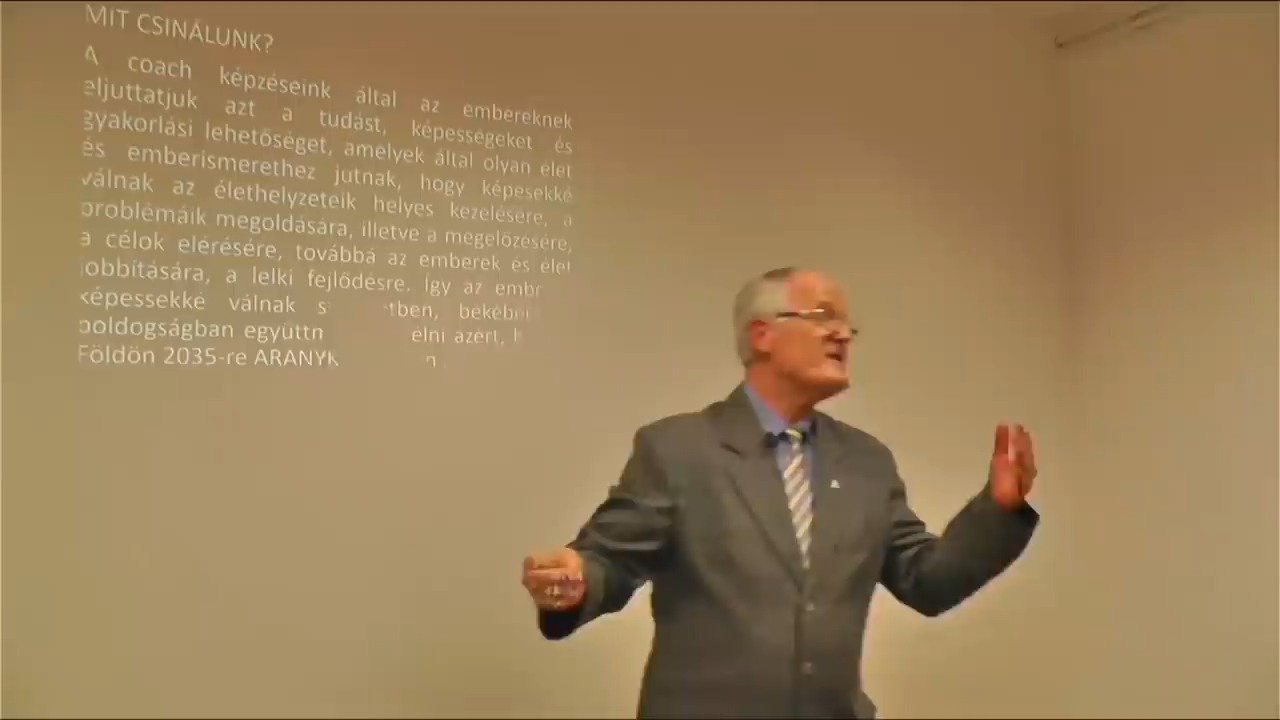 MIT CSINÁLUNK?
A coach képzéseink által az embereknek
eljuttatjuk azt a tudást, képességeket és
gyakorlási lehetőséget, amelyek által olyan élet
és emberismerethez jutnak, hogy képesekké
válnak az élethelyzeteik helyes kezelésére, a
problémáik megoldására, illetve a megelőzésére,
a célok elérésére, továbbá az emberek és élet
jobbítására, a lelki fejlődésre. Így az
képessekké válnak
boldogságban élni azért,
Földön 2035-re